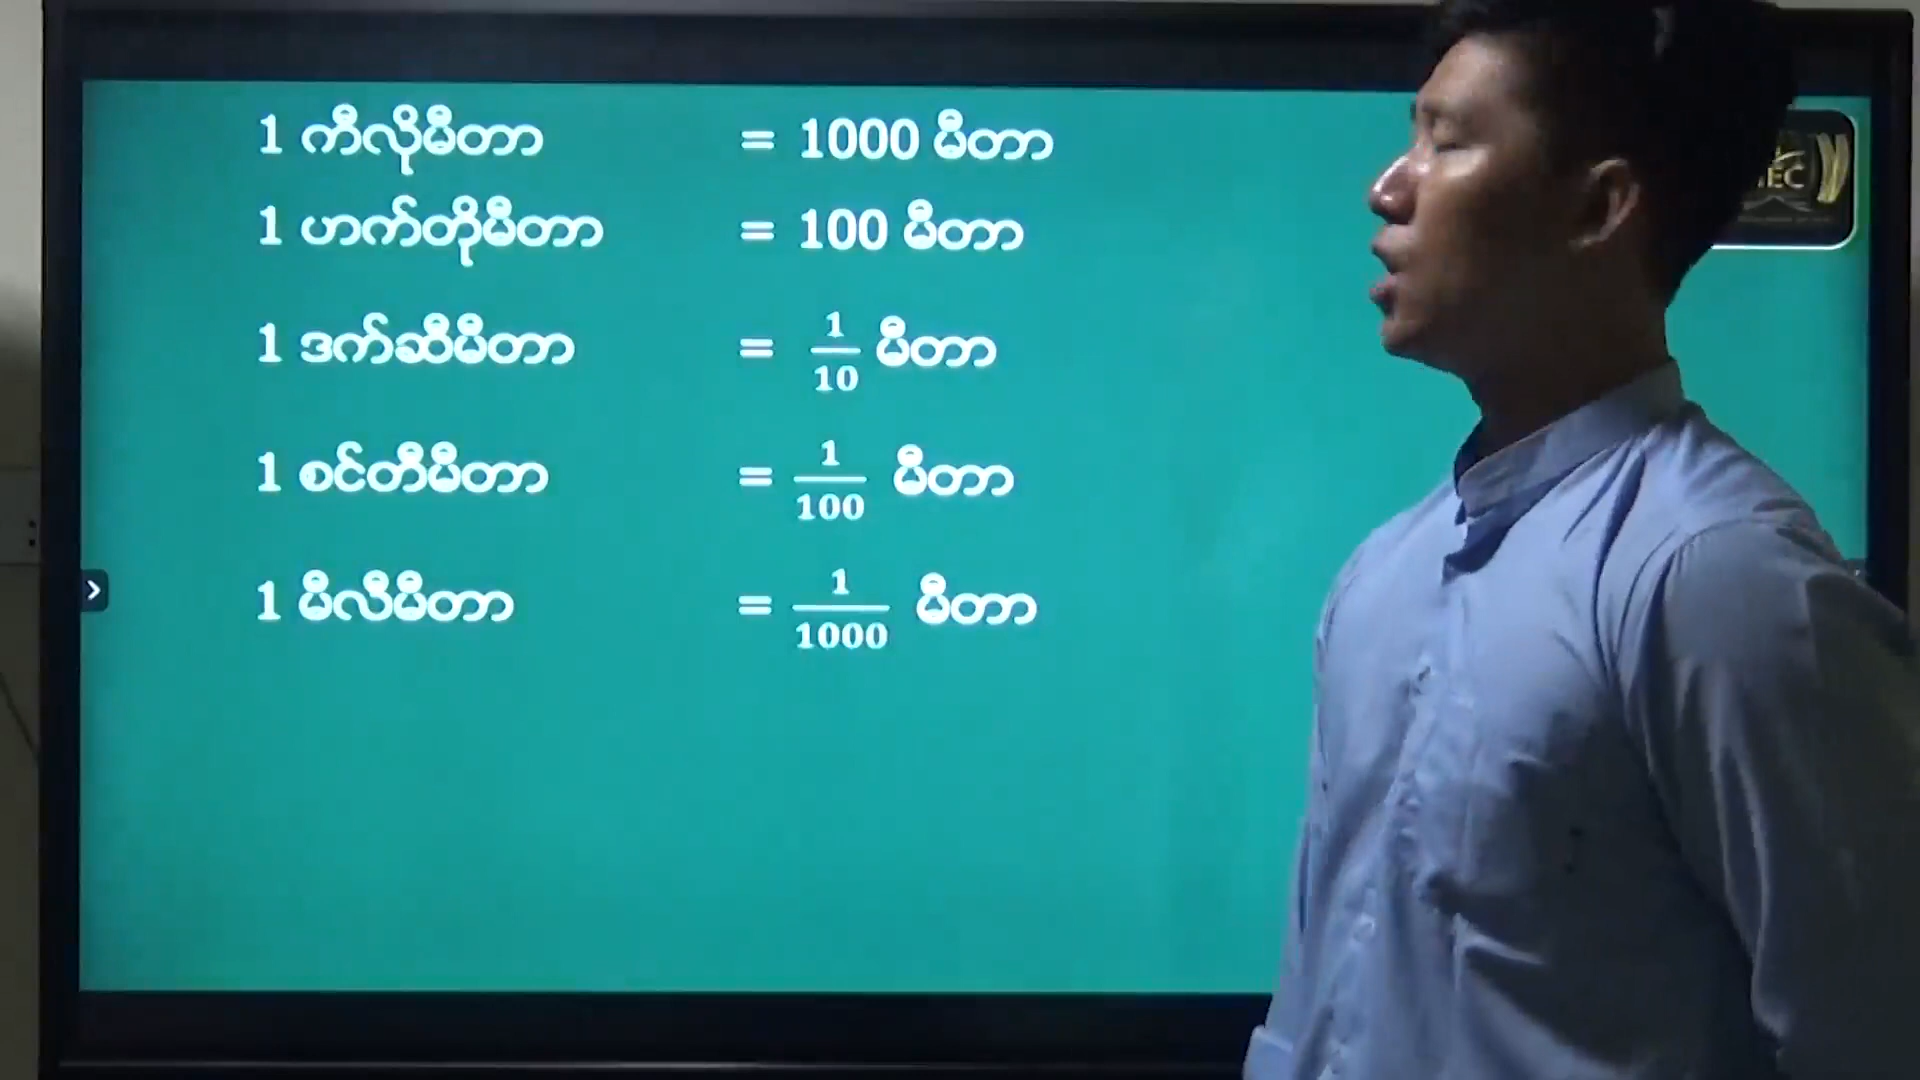 1 ကီလိုမီတာ = 1000 မီတာ
1 ဟက်တိုမီတာ = 100 မီတာ
1 ဒက်ဆီမီတာ = 1/10 မီတာ
1 စင်တီမီတာ = 1/100 မီတာ
1 မီလီမီတာ = 1/1000 မီတာ